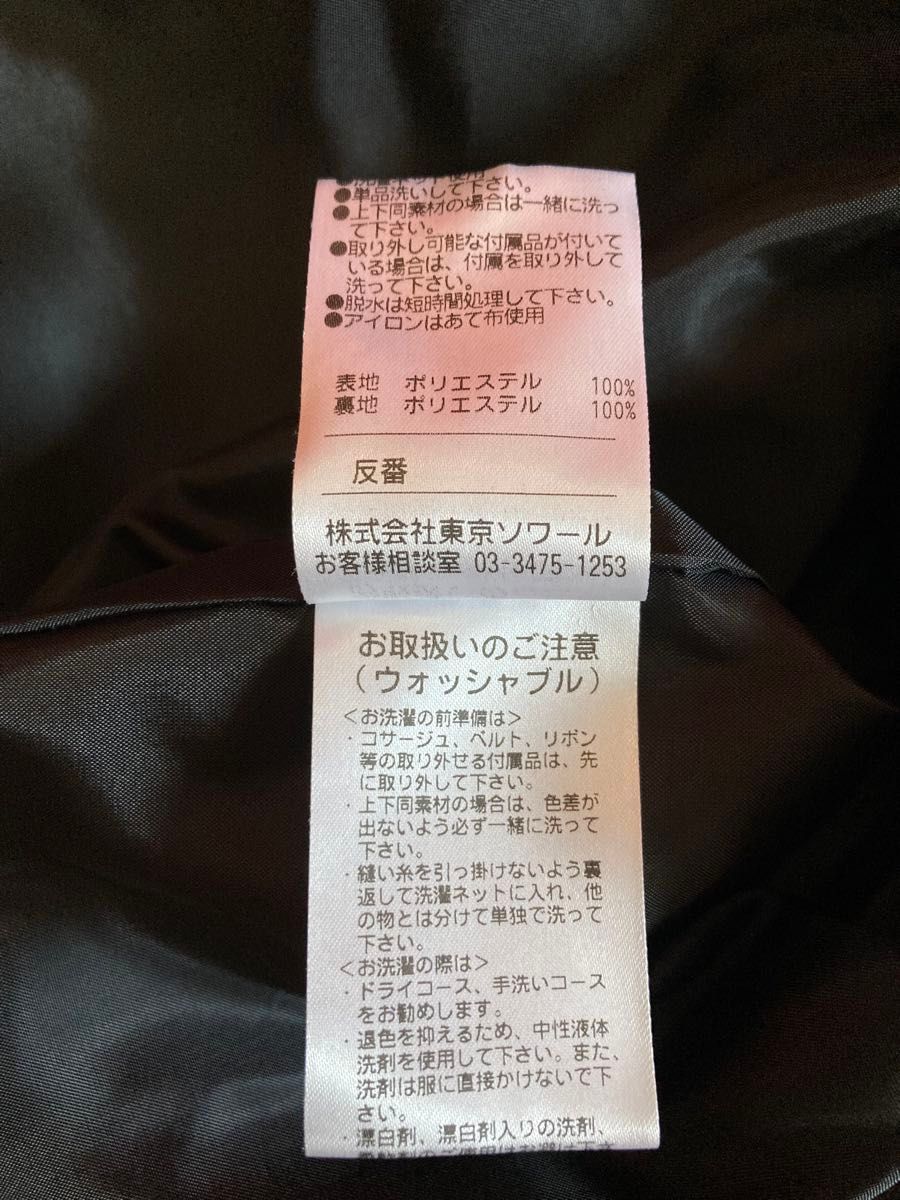 ●洗濯ネット使用
●単品洗いして下さい。
●上下同素材の場合は一緒に洗っ
て下さい。
●取り外し可能な付属品が付いて
いる場合は、付属を取り外して
洗って下さい。
●脱水は短時間処理して下さい。
●アイロンはあて布使用
表地 ポリエステル 100%
裏地 ポリエステル 100%
反番
株式会社東京ソワール
お客様相談室 03-3475-1253
お取扱いのご注意
(ウォッシャブル)
<お洗濯の前準備は>
・コサージュ、ベルト、リボン
等の取り外せる付属品は、先
に取り外して下さい。
・上下同素材の場合は、色差が
出ないよう必ず一緒に洗って
下さい。
・縫い糸を引っ掛けないよう裏
返して洗濯ネットに入れ、他
の物とは分けて単独で洗って
下さい。
<お洗濯の際は>
・ドライコース、手洗いコース
をお勧めします。
・退色を抑えるため、中性液体
洗剤を使用して下さい。また、
洗剤は服に直接かけないで下
さい。
・漂白剤、漂白剤入りの洗剤、